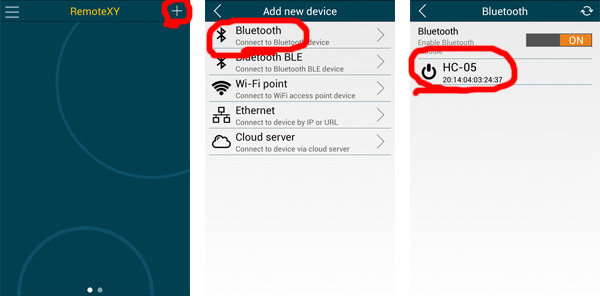 RemoteXY
Add new device
Bluetooth
Connect to Bluetooth device
Bluetooth BLE
Connect to Bluetooth BLE device
Wi-Fi point
Connect to WiFi access point device
Ethernet
Connect to device by IP or URL
Cloud server
Connect to device via cloud server
Bluetooth
Bluetooth
Enable Bluetooth
module
ON
HC-05
20:14:04:03:24:37